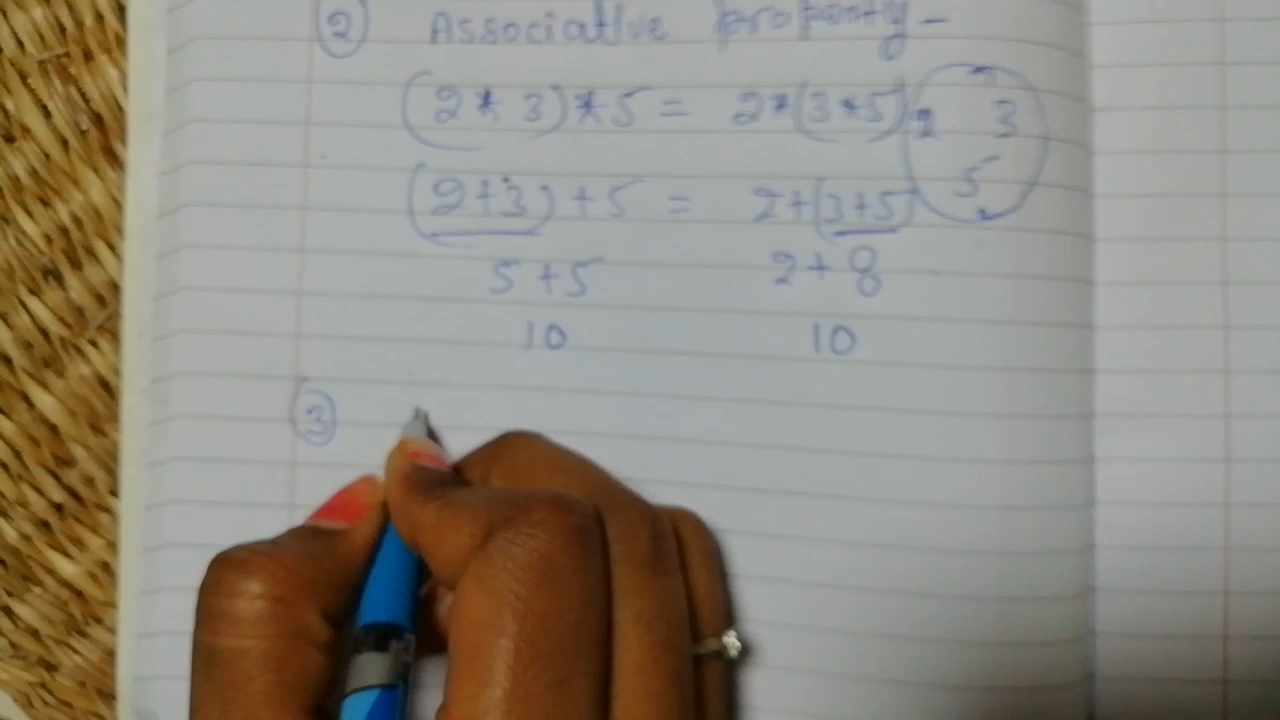 ② Associative property -
(2 * 3) * 5 = 2 * (3 * 5) 2 3
5
(2+3) + 5 = 2+(3+5)
5 + 5 2 + 8
10 10
③